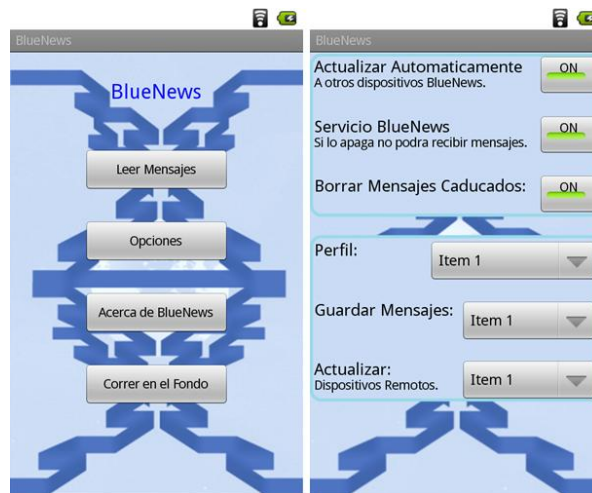 BlueNews
BlueNews
Leer Mensajes
Opciones
Acerca de BlueNews
Correr en el Fondo
BlueNews
Actualizar Automaticamente
A otros dispositivos BlueNews.
ON
Servicio BlueNews
Si lo apaga no podra recibir mensajes.
ON
Borrar Mensajes Caducados:
ON
Perfil:
Item 1
Guardar Mensajes:
Item 1
Actualizar:
Dispositivos Remotos.
Item 1